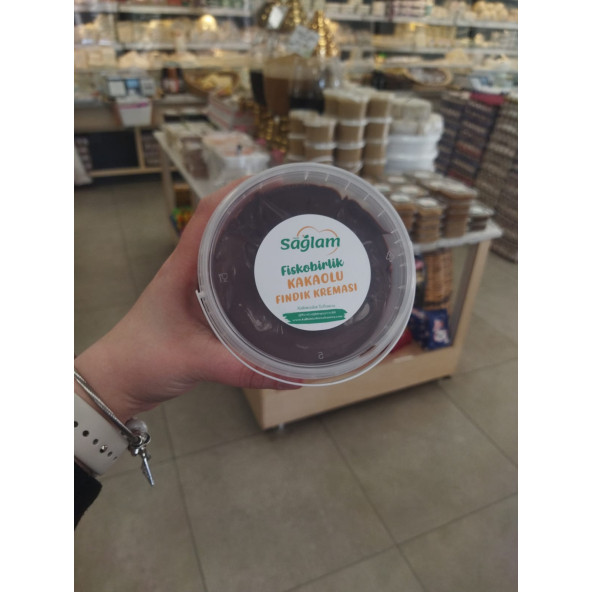 Sağlam
Fiskobirlik
KAKAOLU
FINDIK KREMASI